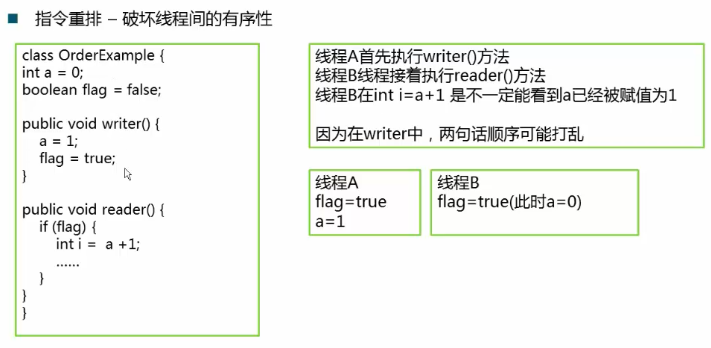 指令重排 – 破坏线程间的有序性
class OrderExample {
int a = 0;
boolean flag = false;
public void writer() {
a = 1;
flag = true;
}
public void reader() {
if (flag) {
int i = a +1;
……
}
}
}
线程A首先执行writer()方法
线程B线程接着执行reader()方法
线程B在int i=a+1 是不一定能看到a已经被赋值为1
因为在writer中，两句话顺序可能打乱
线程A
flag=true
a=1
线程B
flag=true(此时a=0)